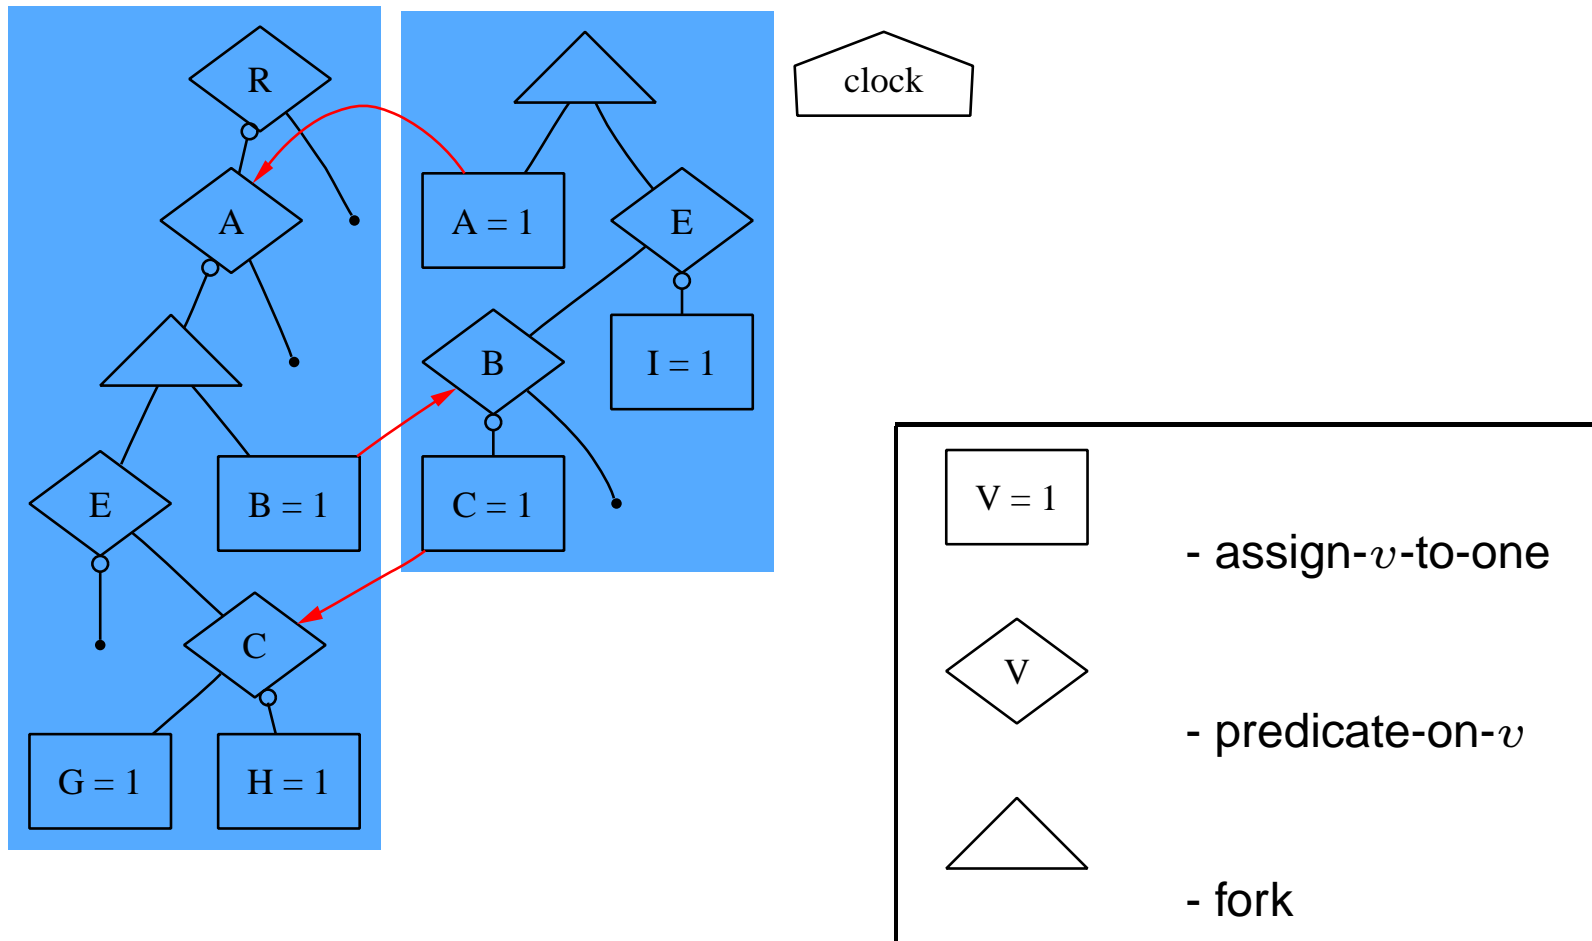 R
clock
A
A = 1
E
B
I = 1
E
B = 1
C = 1
V = 1
- assign-v-to-one
C
V
- predicate-on-v
G = 1
H = 1
- fork